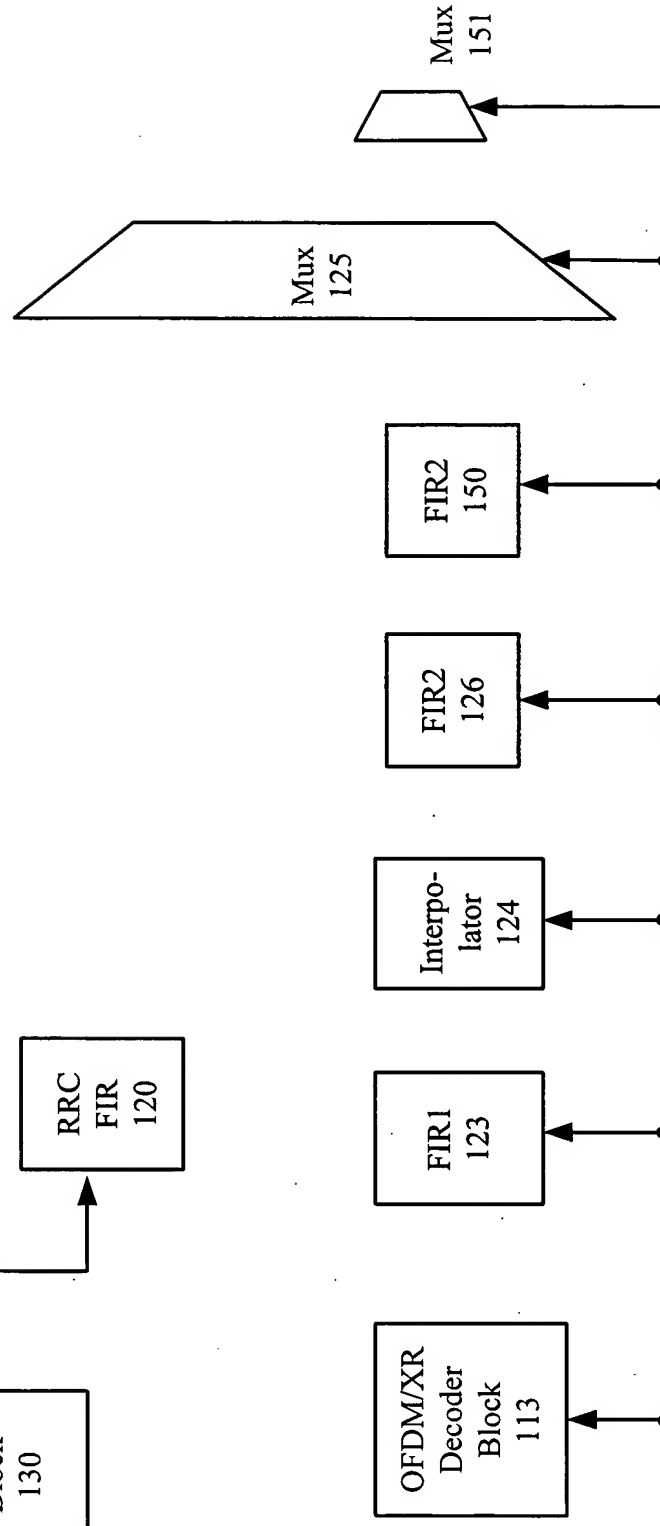 Mux
151
Mux
125
FIR2
150
FIR2
126
Interpo-
lator
124
RRC
FIR
120
FIR1
123
OFDM/XR
Decoder
Block
113
130